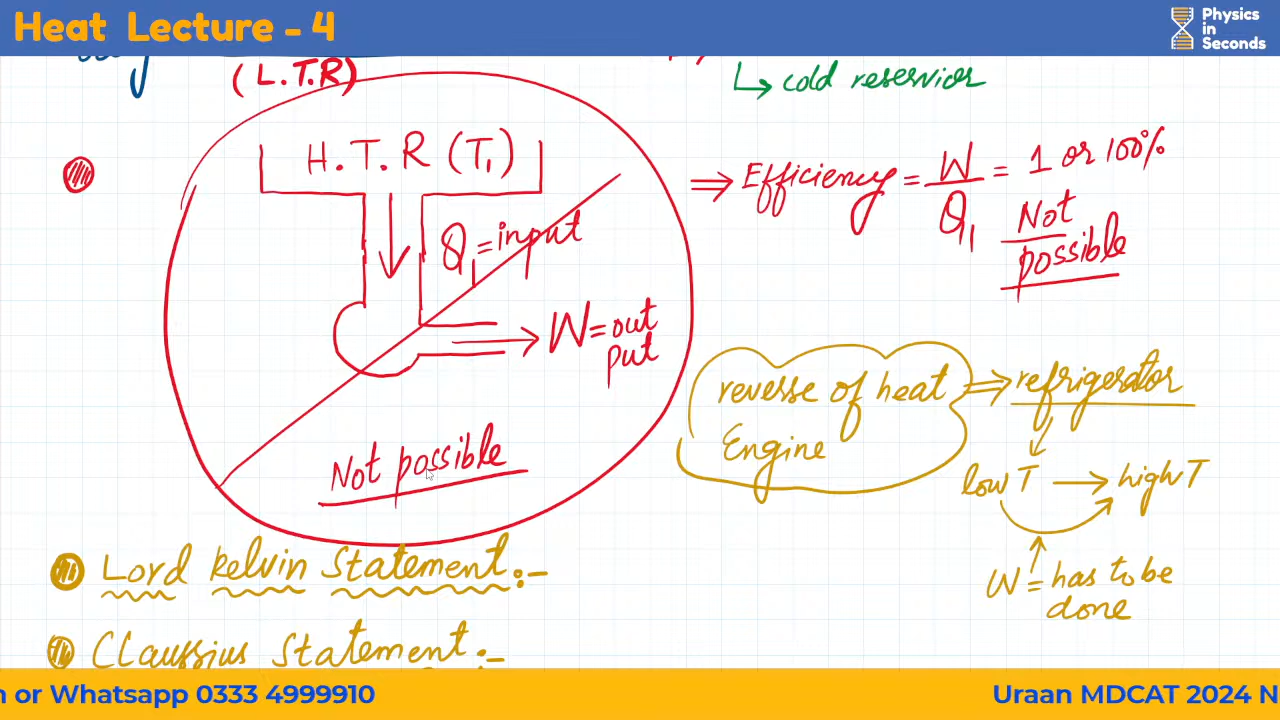 Heat Lecture - 4
Physics
in
Seconds
(L.T.R)
↳ cold reservior
H.T.R (T₁)
Q₁ = input
W = out
put
Not possible
⇒ Efficiency = W/Q₁ = 1 or 100%
Not
possible
reverse of heat
Engine
⇒ refrigerator
low T → high T
W = has to be
done
Lord Kelvin Statement:-
Claussius Statement:-
n or Whatsapp 0333 4999910
Uraan MDCAT 2024 N